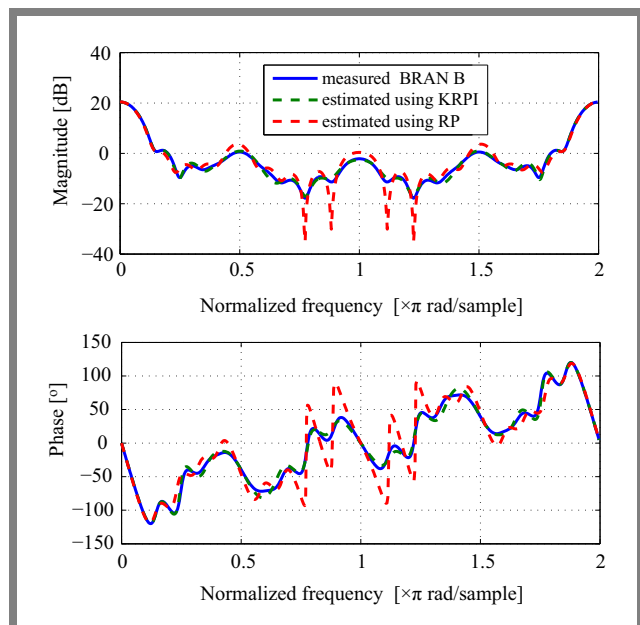 40
20
0
−20
−40
Magnitude [dB]
measured BRAN B
estimated using KRPI
estimated using RP
0 0.5 1 1.5 2
Normalized frequency [×π rad/sample]
150
100
50
0
−50
−100
−150
Phase [º]
0 0.5 1 1.5 2
Normalized frequency [×π rad/sample]